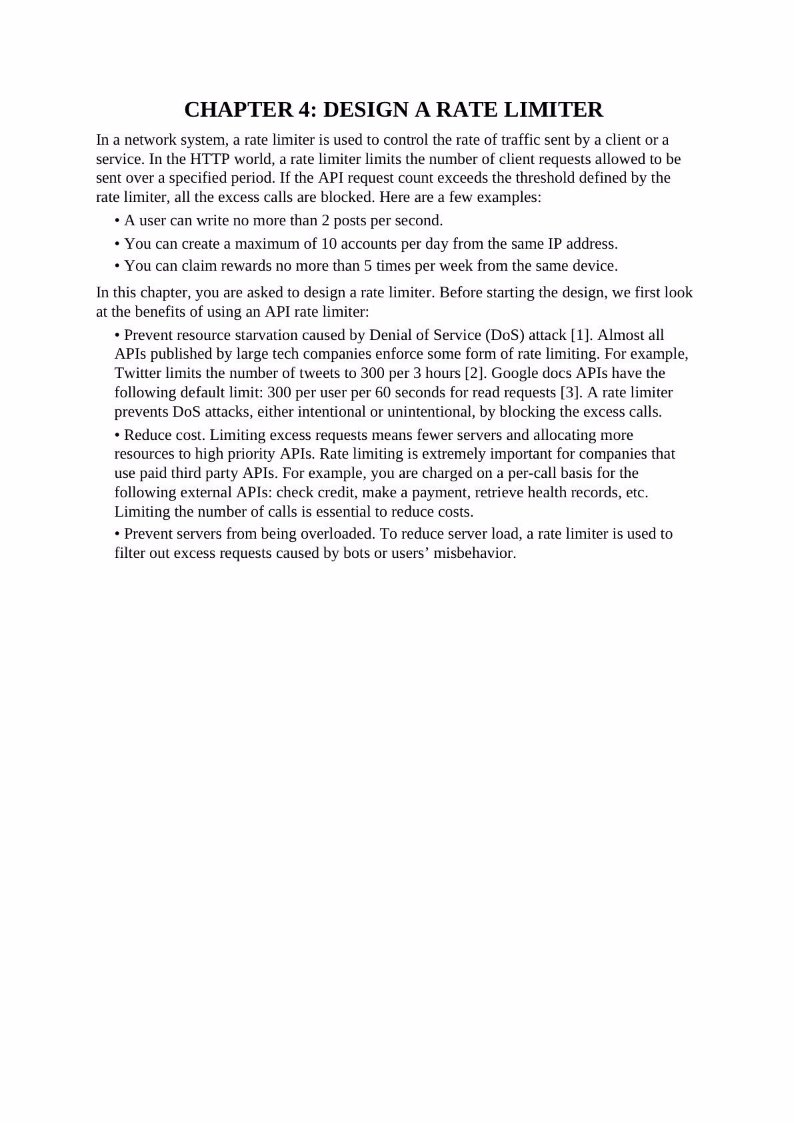 CHAPTER 4: DESIGN A RATE LIMITER
In a network system, a rate limiter is used to control the rate of traffic sent by a client or a
service. In the HTTP world, a rate limiter limits the number of client requests allowed to be
sent over a specified period. If the API request count exceeds the threshold defined by the
rate limiter, all the excess calls are blocked. Here are a few examples:
• A user can write no more than 2 posts per second.
• You can create a maximum of 10 accounts per day from the same IP address.
• You can claim rewards no more than 5 times per week from the same device.
In this chapter, you are asked to design a rate limiter. Before starting the design, we first look
at the benefits of using an API rate limiter:
• Prevent resource starvation caused by Denial of Service (DoS) attack [1]. Almost all
APIs published by large tech companies enforce some form of rate limiting. For example,
Twitter limits the number of tweets to 300 per 3 hours [2]. Google docs APIs have the
following default limit: 300 per user per 60 seconds for read requests [3]. A rate limiter
prevents DoS attacks, either intentional or unintentional, by blocking the excess calls.
• Reduce cost. Limiting excess requests means fewer servers and allocating more
resources to high priority APIs. Rate limiting is extremely important for companies that
use paid third party APIs. For example, you are charged on a per-call basis for the
following external APIs: check credit, make a payment, retrieve health records, etc.
Limiting the number of calls is essential to reduce costs.
• Prevent servers from being overloaded. To reduce server load, a rate limiter is used to
filter out excess requests caused by bots or users’ misbehavior.